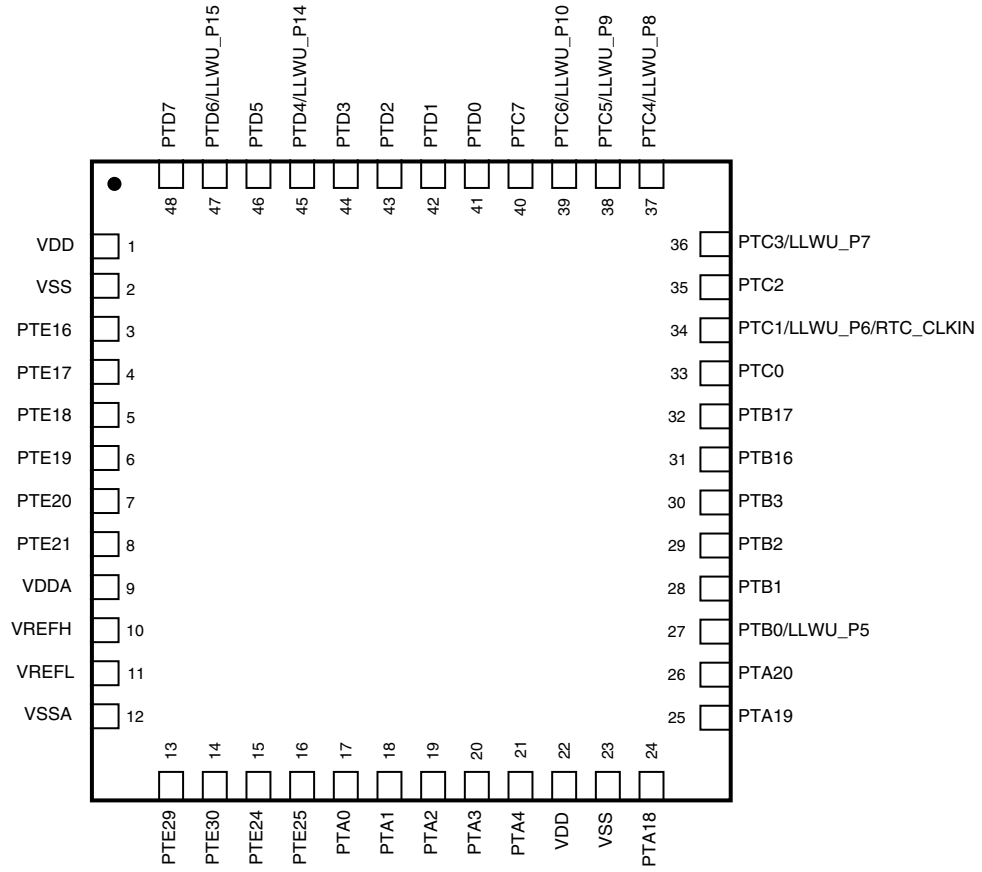 PTD7
PTD6/LLWU_P15
PTD5
PTD4/LLWU_P14
PTD3
PTD2
PTD1
PTD0
PTC7
PTC6/LLWU_P10
PTC5/LLWU_P9
PTC4/LLWU_P8
48
47
46
45
44
43
42
41
40
39
38
37
VDD 1
VSS 2
PTE16 3
PTE17 4
PTE18 5
PTE19 6
PTE20 7
PTE21 8
VDDA 9
VREFH 10
VREFL 11
VSSA 12
36 PTC3/LLWU_P7
35 PTC2
34 PTC1/LLWU_P6/RTC_CLKIN
33 PTC0
32 PTB17
31 PTB16
30 PTB3
29 PTB2
28 PTB1
27 PTB0/LLWU_P5
26 PTA20
25 PTA19
13
14
15
16
17
18
19
20
21
22
23
24
PTE29
PTE30
PTE24
PTE25
PTA0
PTA1
PTA2
PTA3
PTA4
VDD
VSS
PTA18